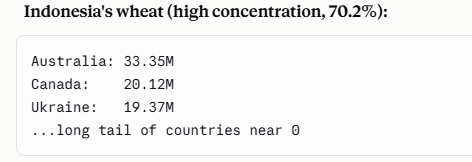 Indonesia's wheat (high concentration, 70.2%):
Australia: 33.35M
Canada:    20.12M
Ukraine:   19.37M
...long tail of countries near 0